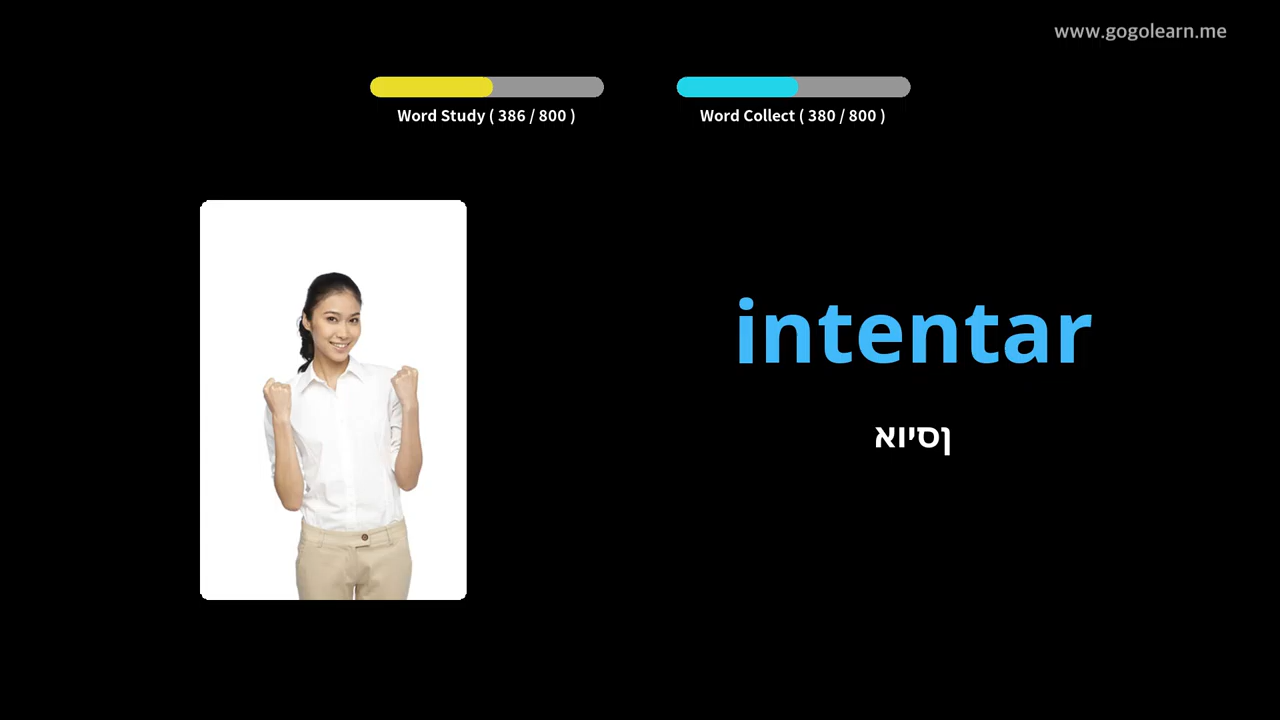 www.gogolearn.me
Word Study ( 386 / 800 )
Word Collect ( 380 / 800 )
intentar
ןסיוא